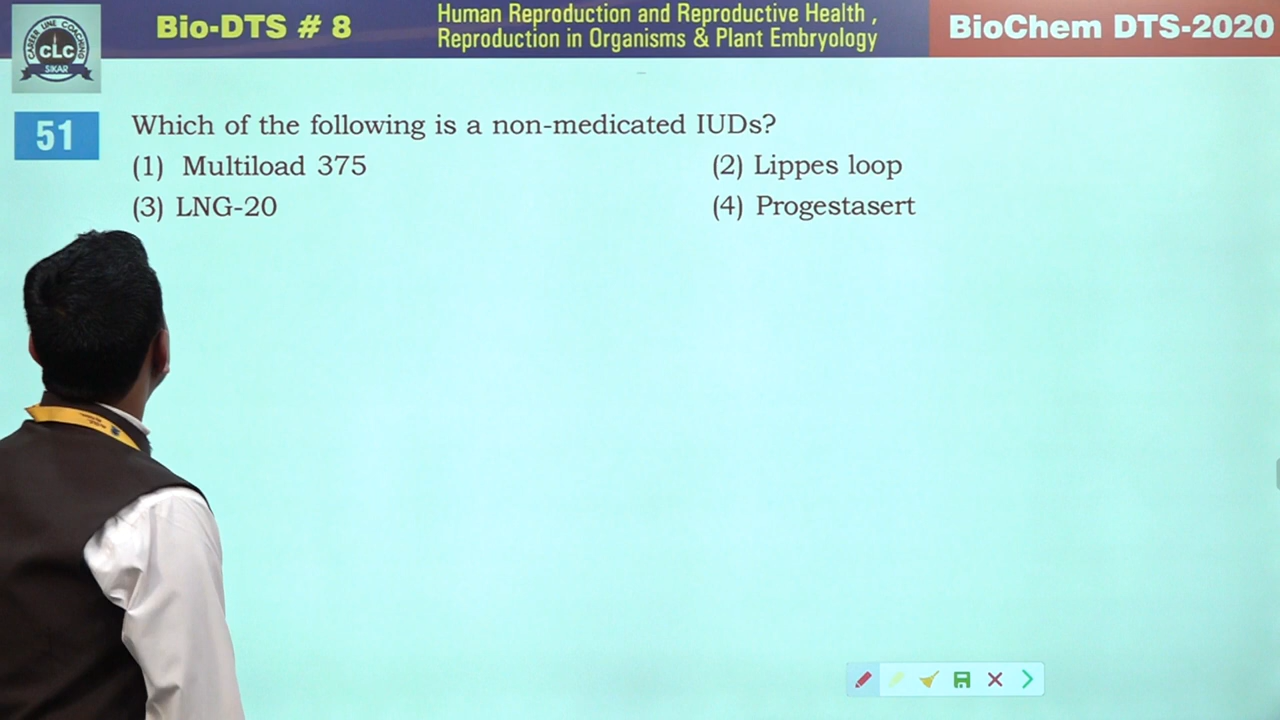 CAREER LINE COACHING
CLC
SIKAR
Bio-DTS # 8
Human Reproduction and Reproductive Health ,
Reproduction in Organisms & Plant Embryology
BioChem DTS-2020
51
Which of the following is a non-medicated IUDs?
(1) Multiload 375
(2) Lippes loop
(3) LNG-20
(4) Progestasert